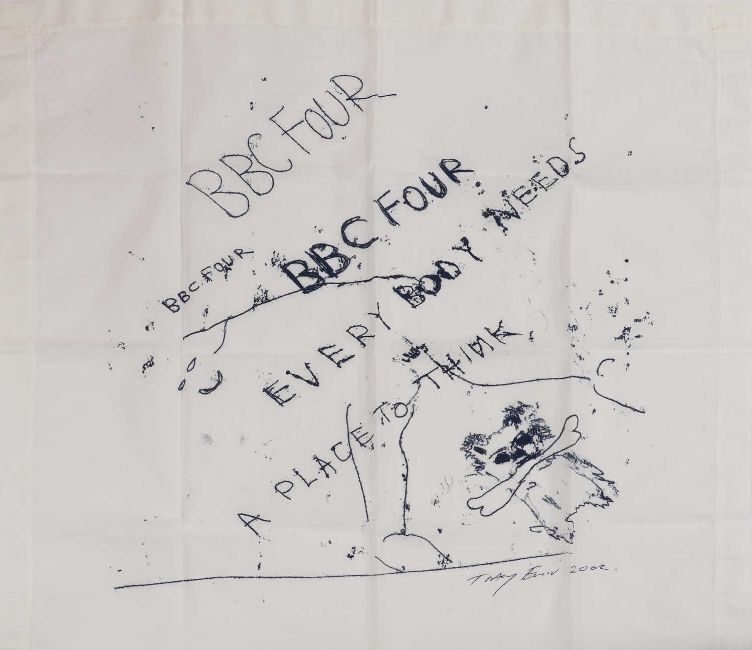 BBC FOUR
BBC FOUR
BBC FOUR
EVERY BODY NEEDS
A PLACE TO THINK
Tracey Emin 2002.